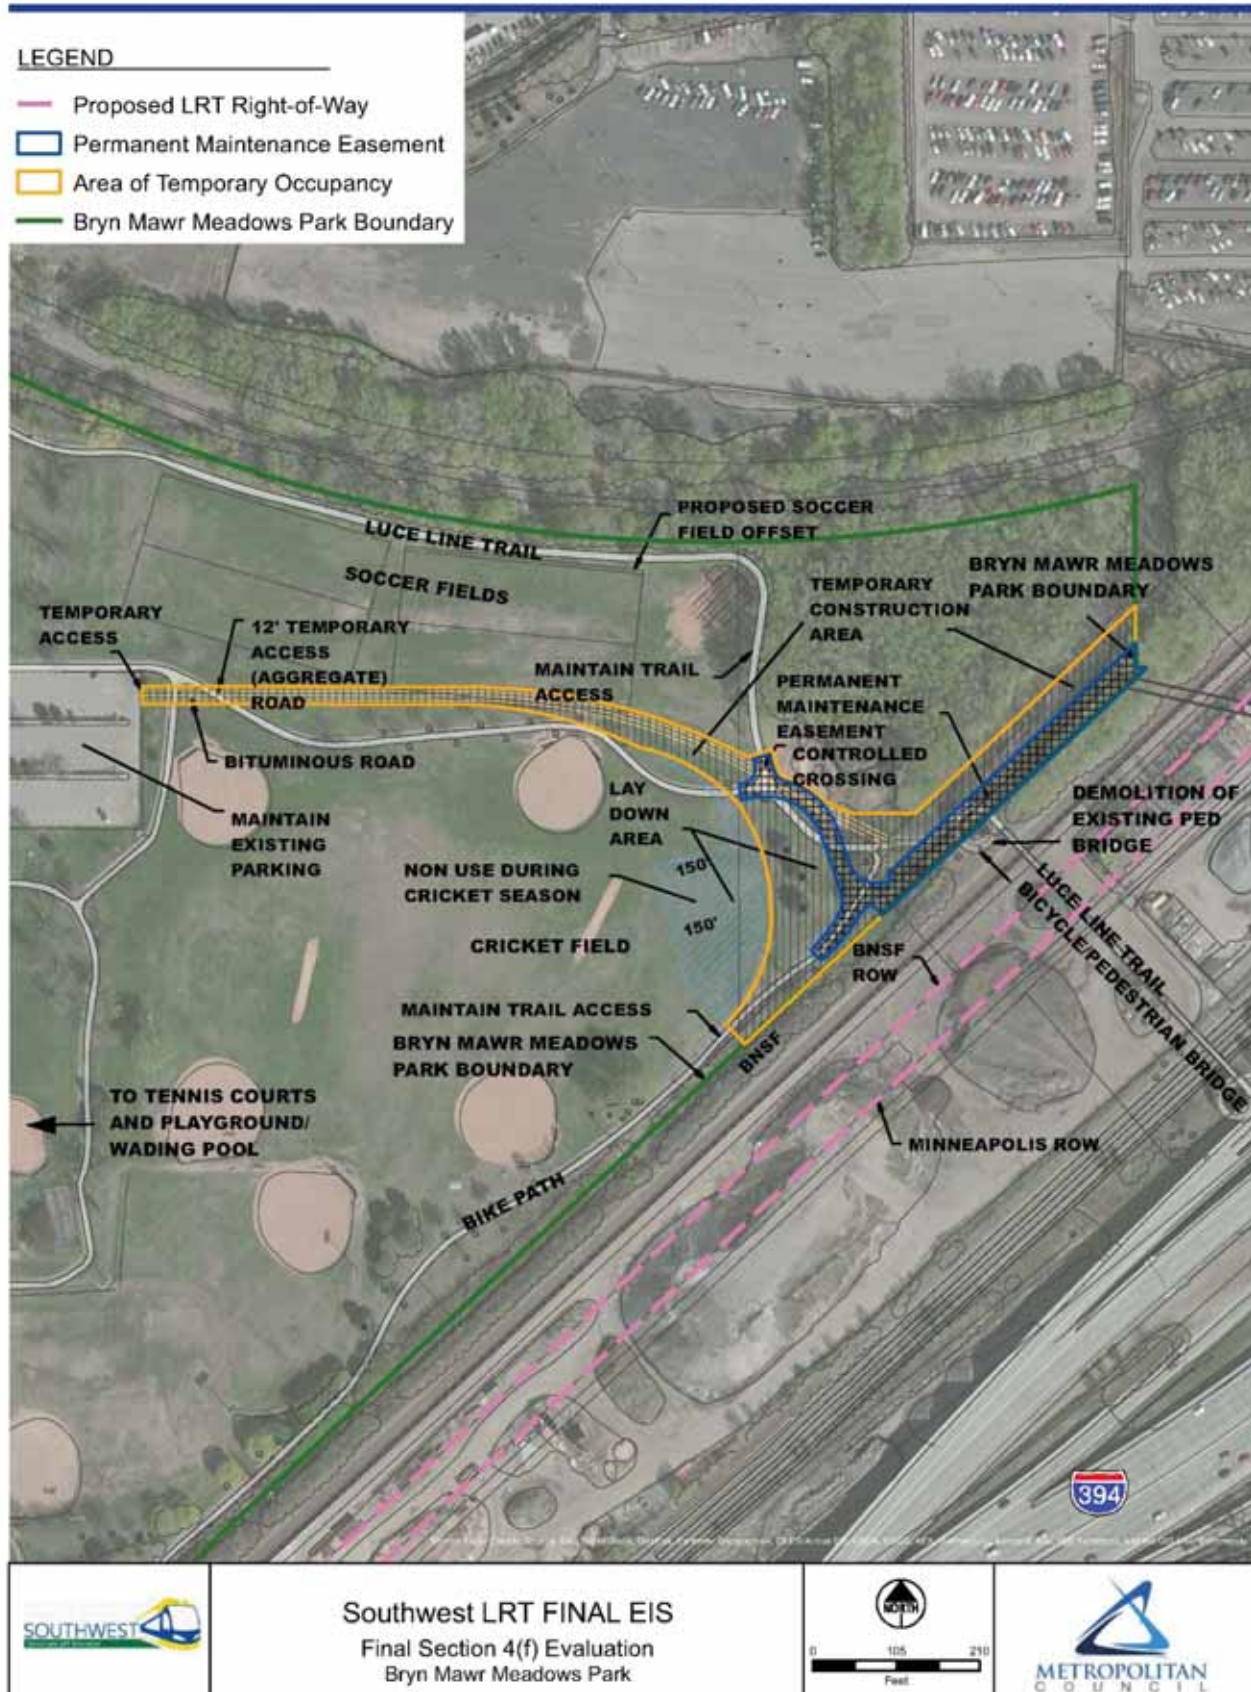 LEGEND
Proposed LRT Right-of-Way
Permanent Maintenance Easement
Area of Temporary Occupancy
Bryn Mawr Meadows Park Boundary
PROPOSED SOCCER
FIELD OFFSET
LUCE LINE TRAIL
SOCCER FIELDS
BRYN MAWR MEADOWS
PARK BOUNDARY
TEMPORARY
CONSTRUCTION
AREA
TEMPORARY
ACCESS
12' TEMPORARY
ACCESS
(AGGREGATE)
ROAD
MAINTAIN TRAIL
ACCESS
PERMANENT
MAINTENANCE
EASEMENT
CONTROLLED
CROSSING
BITUMINOUS ROAD
LAY
DOWN
AREA
DEMOLITION OF
EXISTING PED
BRIDGE
MAINTAIN
EXISTING
PARKING
NON USE DURING
CRICKET SEASON
150'
150'
CRICKET FIELD
BNSF
ROW
LUCE LINE TRAIL
BICYCLE/PEDESTRIAN BRIDGE
MAINTAIN TRAIL ACCESS
BRYN MAWR MEADOWS
PARK BOUNDARY
BNSF
TO TENNIS COURTS
AND PLAYGROUND/
WADING POOL
MINNEAPOLIS ROW
BIKE PATH
394
SOUTHWEST
Southwest LRT FINAL EIS
Final Section 4(f) Evaluation
Bryn Mawr Meadows Park
NORTH
0 105 210
Feet
METROPOLITAN
COUNCIL